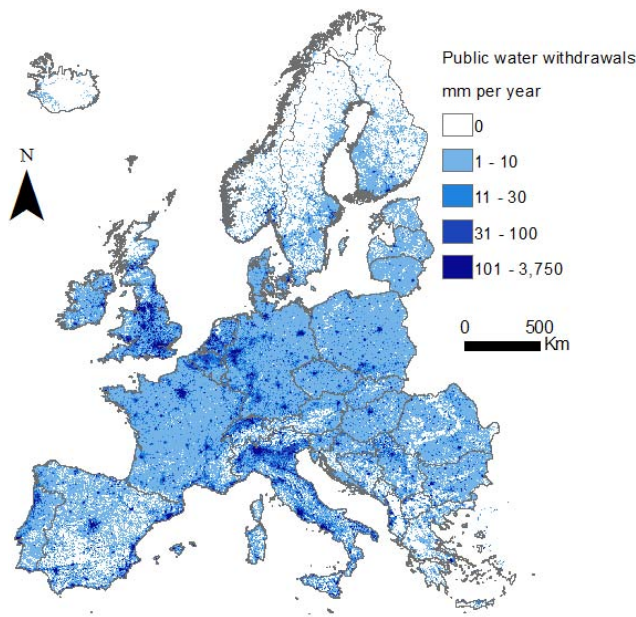 Public water withdrawals
mm per year
0
1 - 10
11 - 30
31 - 100
101 - 3,750
N
0 500
Km